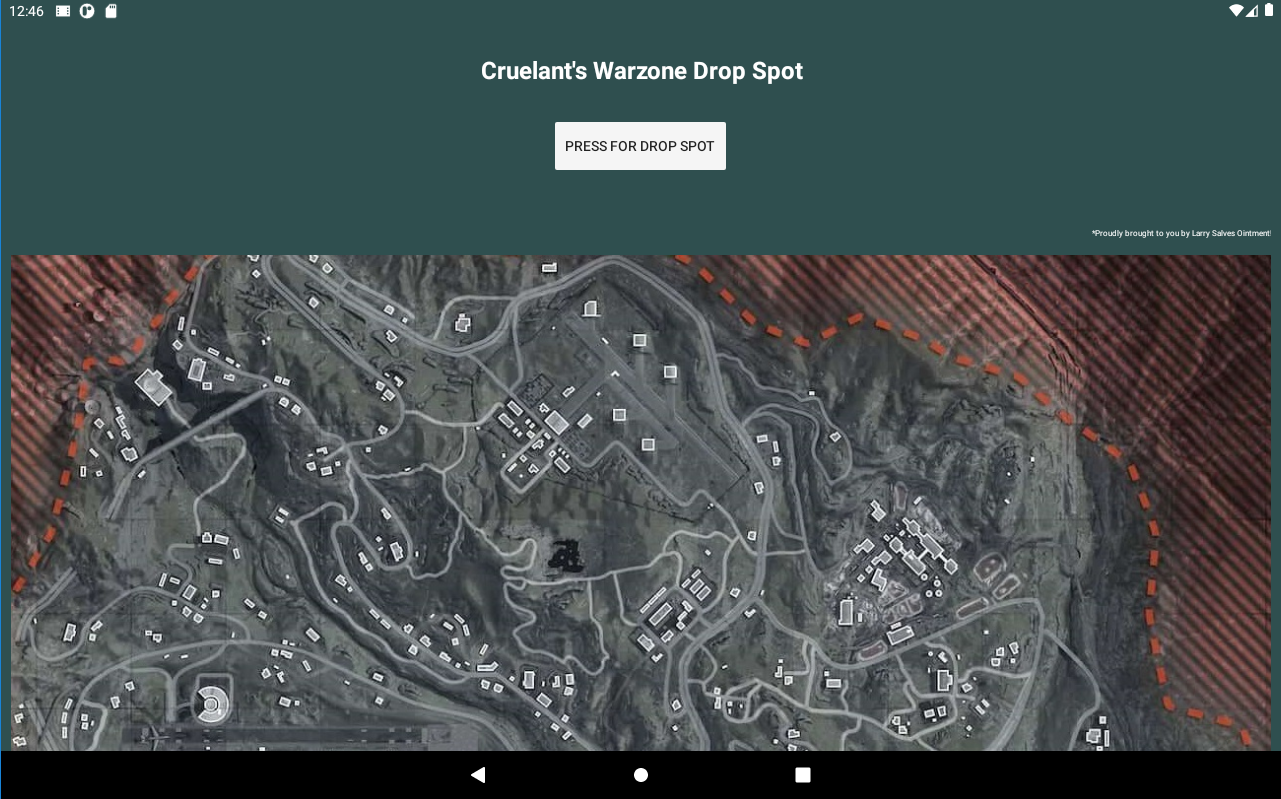 12:46
Cruelant's Warzone Drop Spot
PRESS FOR DROP SPOT
*Proudly brought to you by Larry Salves Ointment!